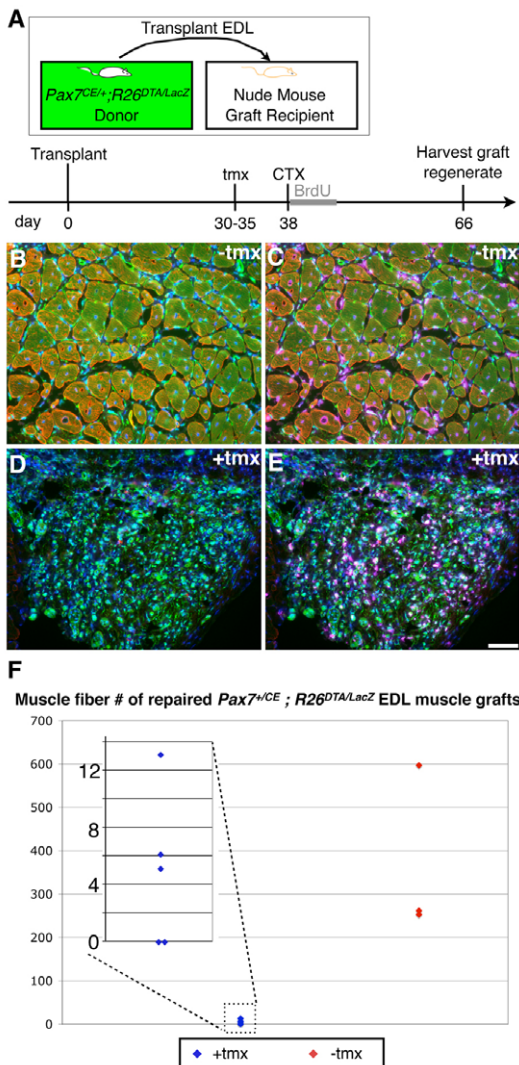 A
Transplant EDL
Pax7CE/+;R26DTA/LacZ
Donor
Nude Mouse
Graft Recipient
Transplant
tmx
CTX
BrdU
Harvest graft
regenerate
day 0 30-35 38 66
B -tmx
C -tmx
D +tmx
E +tmx
F
Muscle fiber # of repaired Pax7+/CE ; R26DTA/LacZ EDL muscle grafts
700
600
500
400
300
200
100
0
12
8
4
0
+tmx -tmx